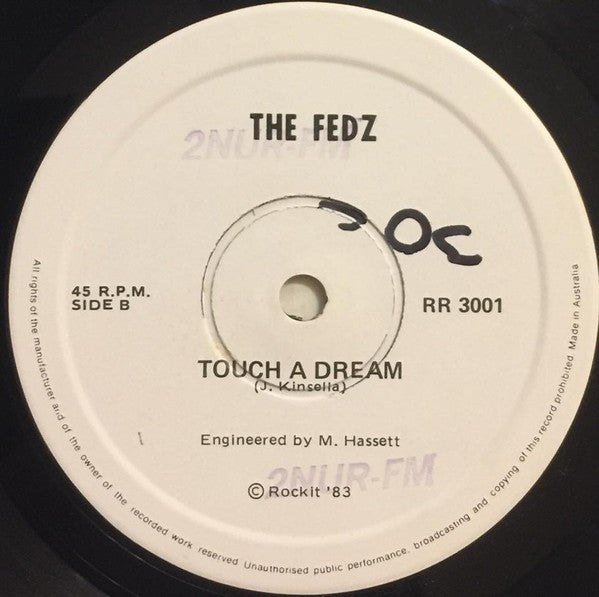 THE FEDZ
2NUR-FM
45 R.P.M.
SIDE B
RR 3001
TOUCH A DREAM
(J. Kinsella)
Engineered by M. Hassett
2NUR-FM
© Rockit '83
All rights of the manufacturer and of the owner of the recorded work reserved. Unauthorised public performance, broadcasting and copying of this record prohibited. Made in Australia